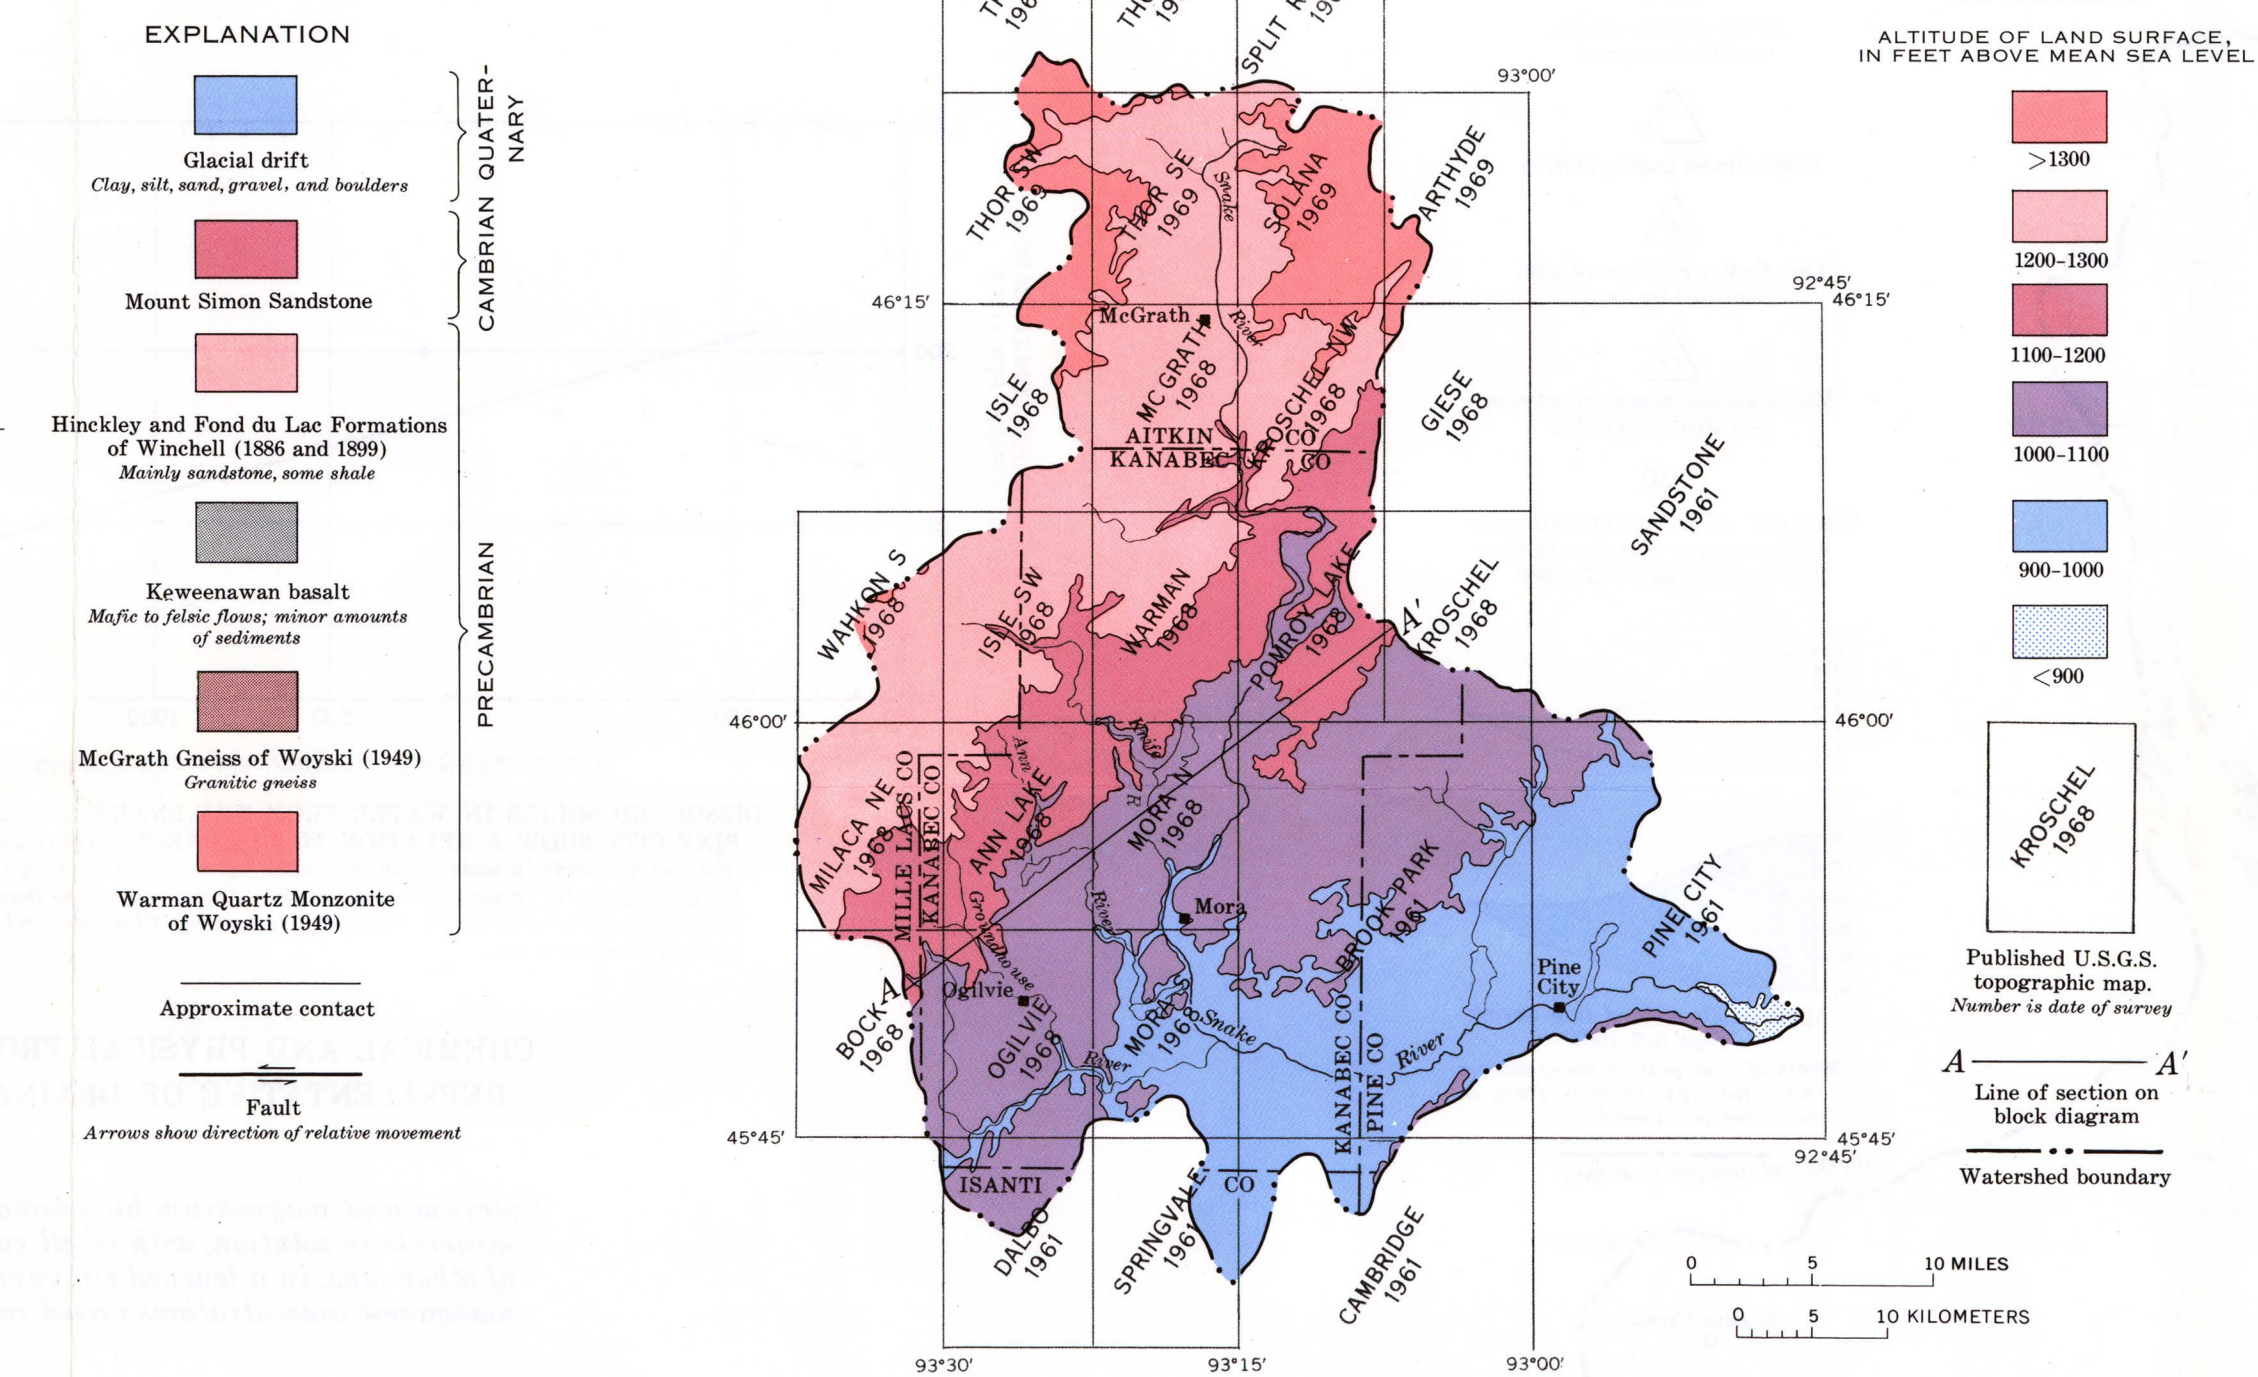 EXPLANATION
Glacial drift
Clay, silt, sand, gravel, and boulders
QUATER-
NARY
Mount Simon Sandstone
CAMBRIAN
Hinckley and Fond du Lac Formations
of Winchell (1886 and 1899)
Mainly sandstone, some shale
Keweenawan basalt
Mafic to felsic flows; minor amounts
of sediments
McGrath Gneiss of Woyski (1949)
Granitic gneiss
Warman Quartz Monzonite
of Woyski (1949)
PRECAMBRIAN
Approximate contact
Fault
Arrows show direction of relative movement
SPLIT
93°00′
THOR SW
1969
THOR SE
1969
Snake
SOLANA
1969
ARTHYDE
1969
46°15′
92°45′
46°15′
McGrath
River
ISLE
1968
MCGRATH
1968
KROSCHEL NW
1968
GIESE
1968
AITKIN CO
KANABEC CO
SANDSTONE
1961
WAHKON S
1968
ISLE SW
1968
WARMAN
1968
POMROY LAKE
1968
A′
KROSCHEL
1968
46°00′
46°00′
Knife
R
Ann
MILLE LACS CO
KANABEC CO
MILACA NE
1968
ANN LAKE
1968
MORA N
1968
River
Mora
BROOK PARK
1961
PINE CITY
1961
Groundhouse
A
Ogilvie
Pine
City
BOCK
1968
OGILVIE
1968
MORA S
1968
Snake
River
River
KANABEC CO
PINE CO
45°45′
45°45′
92°45′
ISANTI CO
DALBO
1961
SPRINGVALE
1961
CAMBRIDGE
1961
93°30′
93°15′
93°00′
ALTITUDE OF LAND SURFACE,
IN FEET ABOVE MEAN SEA LEVEL
>1300
1200-1300
1100-1200
1000-1100
900-1000
<900
KROSCHEL
1968
Published U.S.G.S.
topographic map.
Number is date of survey
A A′
Line of section on
block diagram
Watershed boundary
0 5 10 MILES
0 5 10 KILOMETERS